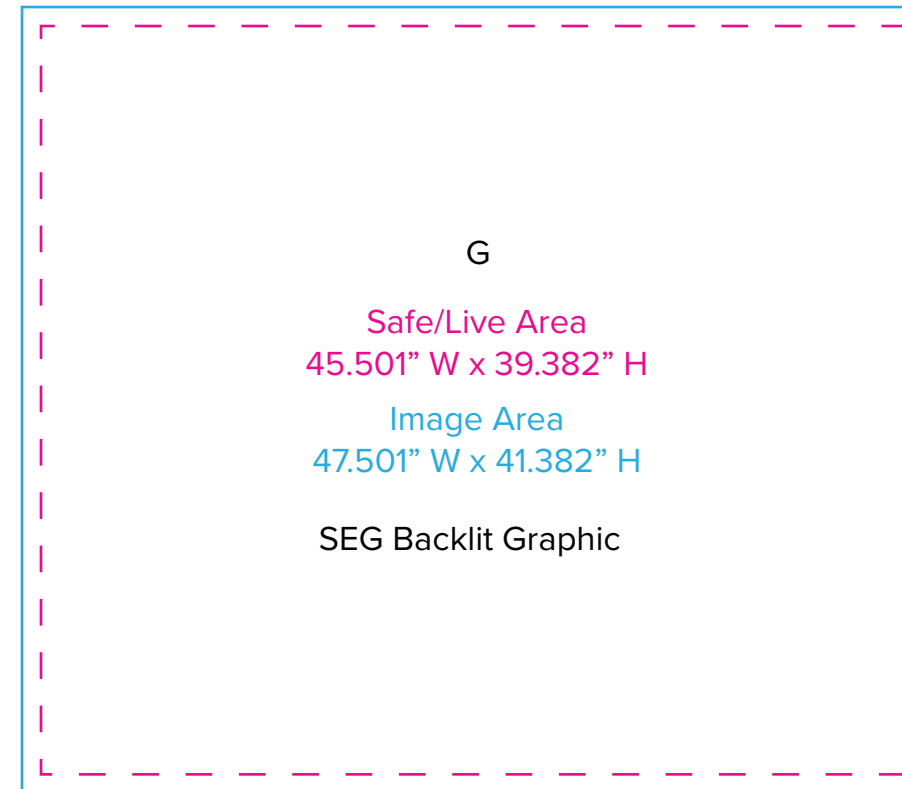 G
Safe/Live Area
45.501” W x 39.382” H
Image Area
47.501” W x 41.382” H
SEG Backlit Graphic